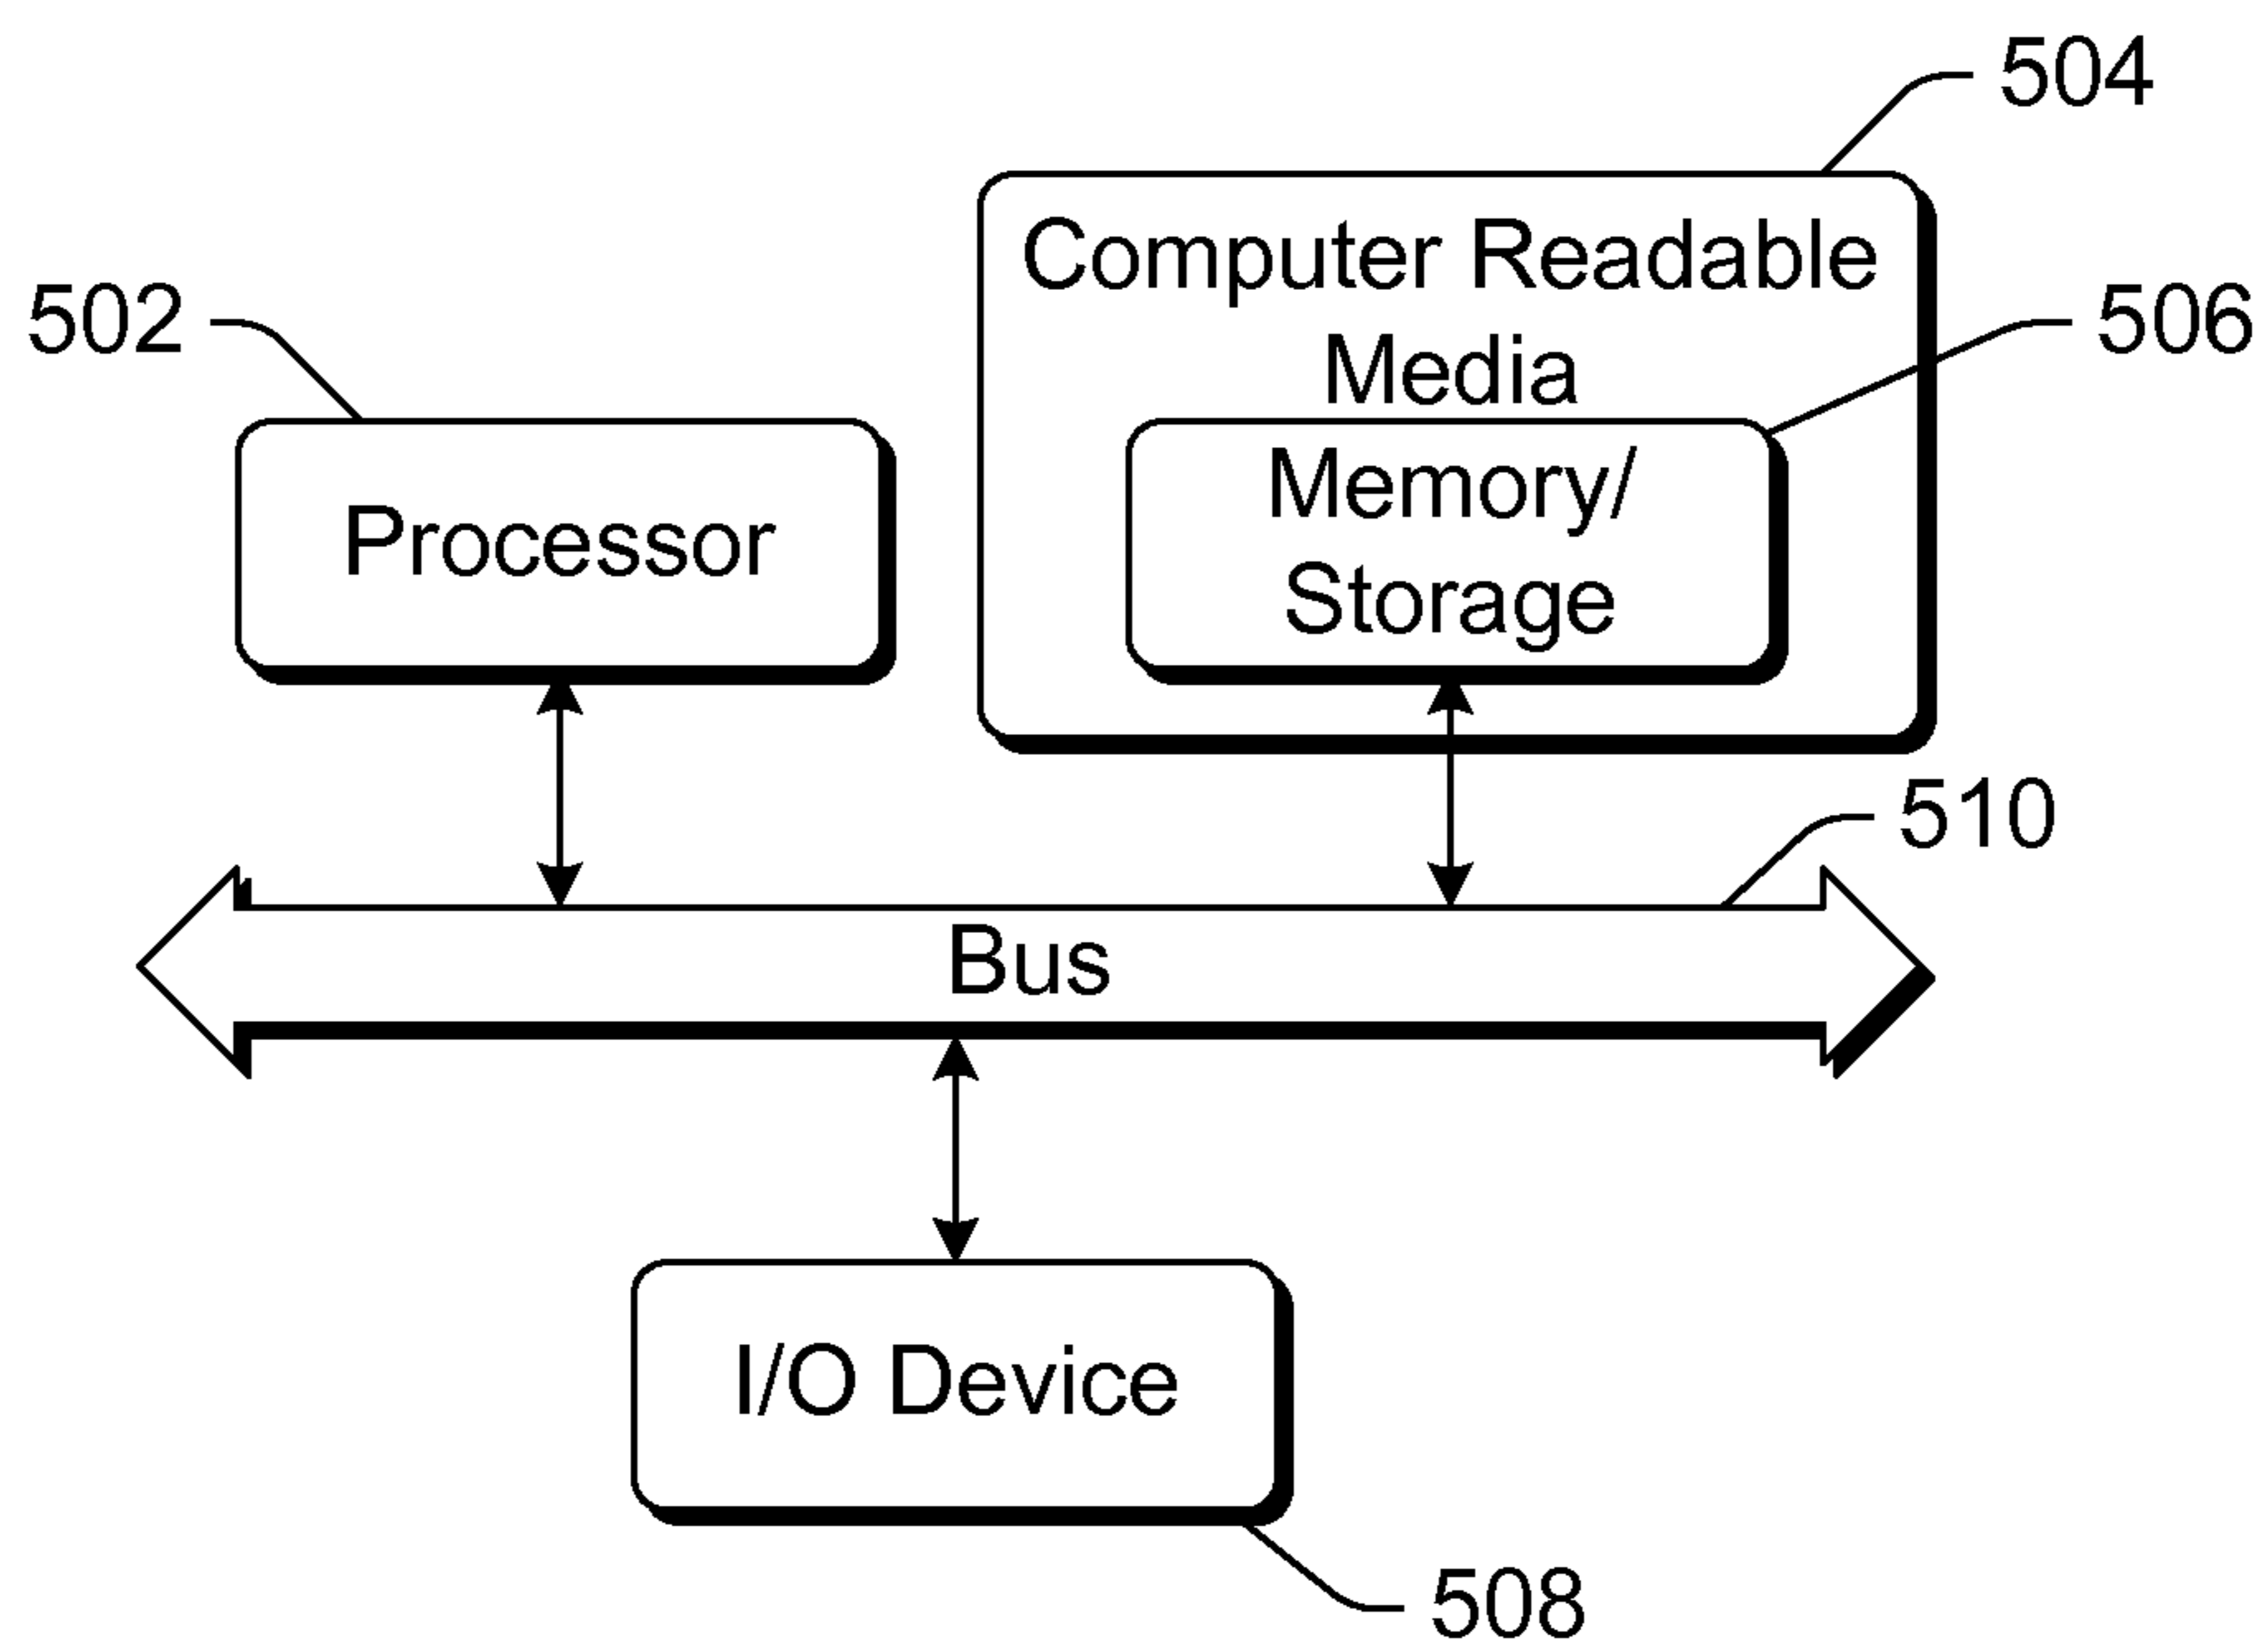 504
Computer Readable
Media
502
506
Processor
Memory/
Storage
510
Bus
I/O Device
508